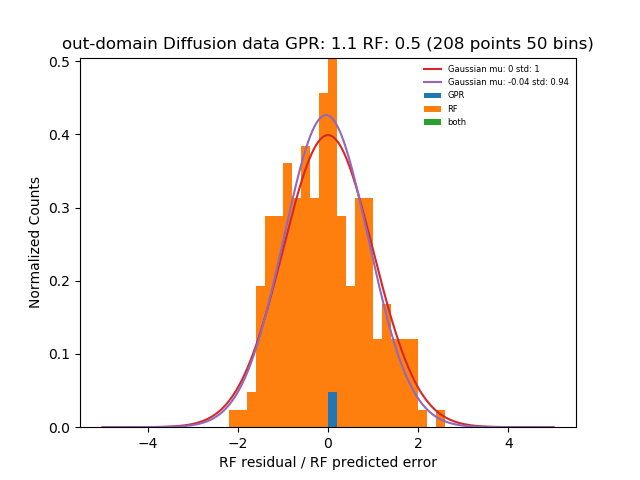 out-domain Diffusion data GPR: 1.1 RF: 0.5 (208 points 50 bins)
Gaussian mu: 0 std: 1
Gaussian mu: -0.04 std: 0.94
GPR
RF
both
Normalized Counts
0.5
0.4
0.3
0.2
0.1
0.0
−4 −2 0 2 4
RF residual / RF predicted error